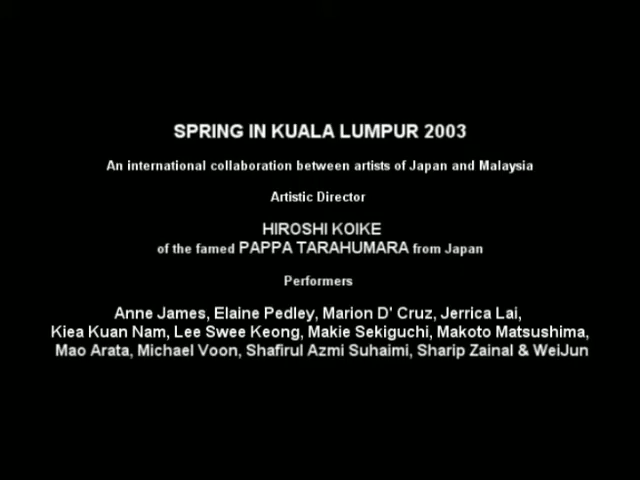 SPRING IN KUALA LUMPUR 2003
An international collaboration between artists of Japan and Malaysia
Artistic Director
HIROSHI KOIKE
of the famed PAPPA TARAHUMARA from Japan
Performers
Anne James, Elaine Pedley, Marion D' Cruz, Jerrica Lai,
Kiea Kuan Nam, Lee Swee Keong, Makie Sekiguchi, Makoto Matsushima,
Mao Arata, Michael Voon, Shafirul Azmi Suhaimi, Sharip Zainal & WeiJun